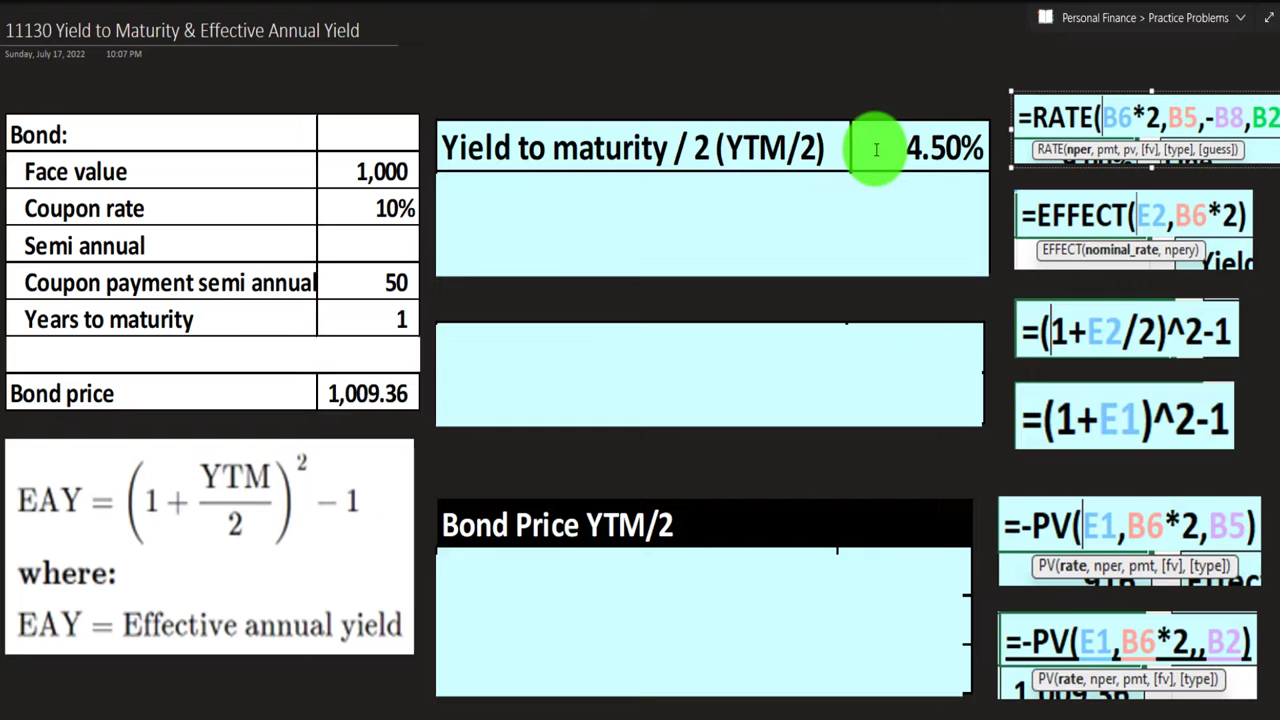 11130 Yield to Maturity & Effective Annual Yield
Sunday, July 17, 2022 10:07 PM
Personal Finance > Practice Problems
Bond:
Face value 1,000
Coupon rate 10%
Semi annual
Coupon payment semi annual 50
Years to maturity 1
Bond price 1,009.36
EAY = (1 + YTM/2)^2 − 1
where:
EAY = Effective annual yield
Yield to maturity / 2 (YTM/2) 4.50%
Bond Price YTM/2
=RATE(B6*2,B5,-B8,B2
RATE(nper, pmt, pv, [fv], [type], [guess])
=EFFECT(E2,B6*2)
EFFECT(nominal_rate, npery)
Yield
=(1+E2/2)^2-1
=(1+E1)^2-1
=-PV(E1,B6*2,B5)
PV(rate, nper, pmt, [fv], [type])
=-PV(E1,B6*2,,B2)
PV(rate, nper, pmt, [fv], [type])
1,009.36